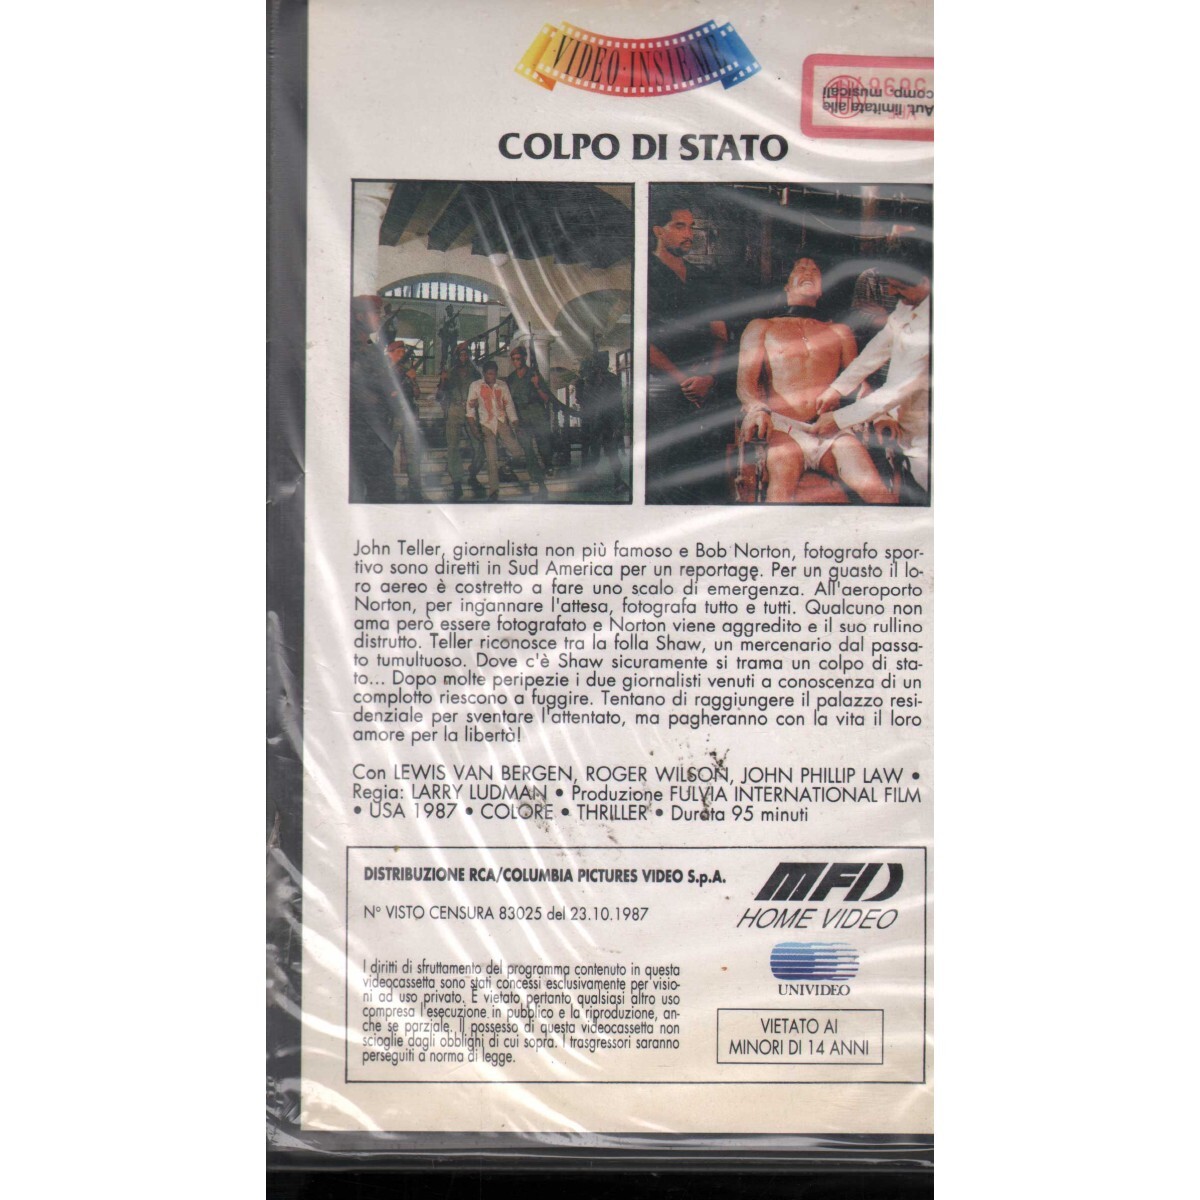 VIDEO-INSIEME
Aut. limitata alle
comp. musicali
COLPO DI STATO
John Teller, giornalista non più famoso e Bob Norton, fotografo spor-
tivo sono diretti in Sud America per un reportage. Per un guasto il lo-
ro aereo è costretto a fare uno scalo di emergenza. All'aeroporto
Norton, per ingannare l'attesa, fotografa tutto e tutti. Qualcuno non
ama però essere fotografato e Norton viene aggredito e il suo rullino
distrutto. Teller riconosce tra la folla Shaw, un mercenario dal passa-
to tumultuoso. Dove c'è Shaw sicuramente si trama un colpo di sta-
to... Dopo molte peripezie i due giornalisti venuti a conoscenza di un
complotto riescono a fuggire. Tentano di raggiungere il palazzo resi-
denziale per sventare l'attentato, ma pagheranno con la vita il loro
amore per la libertà!
Con LEWIS VAN BERGEN, ROGER WILSON, JOHN PHILLIP LAW •
Regia: LARRY LUDMAN • Produzione FULVIA INTERNATIONAL FILM
• USA 1987 • COLORE • THRILLER • Durata 95 minuti
DISTRIBUZIONE RCA/COLUMBIA PICTURES VIDEO S.p.A.
N° VISTO CENSURA 83025 del 23.10.1987
MFD
HOME VIDEO
UNIVIDEO
I diritti di sfruttamento del programma contenuto in questa
videocassetta sono stati concessi esclusivamente per visio-
ni ad uso privato. È vietato pertanto qualsiasi altro uso
compresa l'esecuzione in pubblico e la riproduzione, an-
che se parziale. Il possesso di questa videocassetta non
scioglie dagli obblighi di cui sopra. I trasgressori saranno
perseguiti a norma di legge.
VIETATO AI
MINORI DI 14 ANNI